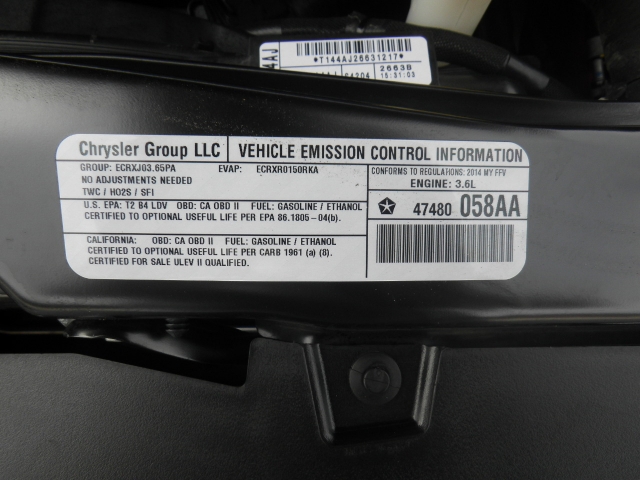 4AJ
*T144AJ26631217*
04204
2663B
15:31:03
Chrysler Group LLC
VEHICLE EMISSION CONTROL INFORMATION
GROUP: ECRXJ03.65PA EVAP: ECRXR0150RKA
NO ADJUSTMENTS NEEDED
TWC / HO2S / SFI
CONFORMS TO REGULATIONS: 2014 MY FFV
ENGINE: 3.6L
U.S. EPA: T2 B4 LDV OBD: CA OBD II FUEL: GASOLINE / ETHANOL
CERTIFIED TO OPTIONAL USEFUL LIFE PER EPA 86.1805-04(b).
47480 058AA
CALIFORNIA: OBD: CA OBD II FUEL: GASOLINE / ETHANOL
CERTIFIED TO OPTIONAL USEFUL LIFE PER CARB 1961 (a) (8).
CERTIFIED FOR SALE ULEV II QUALIFIED.